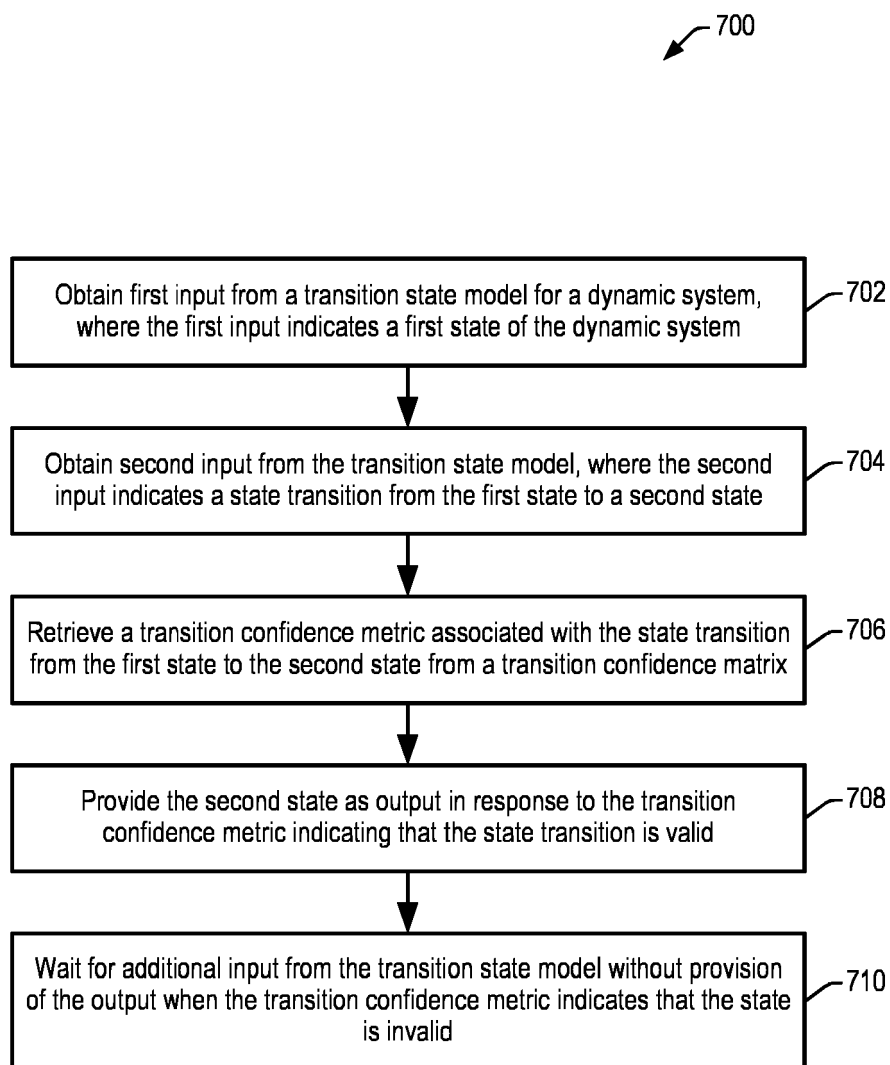 700
Obtain first input from a transition state model for a dynamic system,
where the first input indicates a first state of the dynamic system
702
Obtain second input from the transition state model, where the second
input indicates a state transition from the first state to a second state
704
Retrieve a transition confidence metric associated with the state transition
from the first state to the second state from a transition confidence matrix
706
Provide the second state as output in response to the transition
confidence metric indicating that the state transition is valid
708
Wait for additional input from the transition state model without provision
of the output when the transition confidence metric indicates that the state
is invalid
710